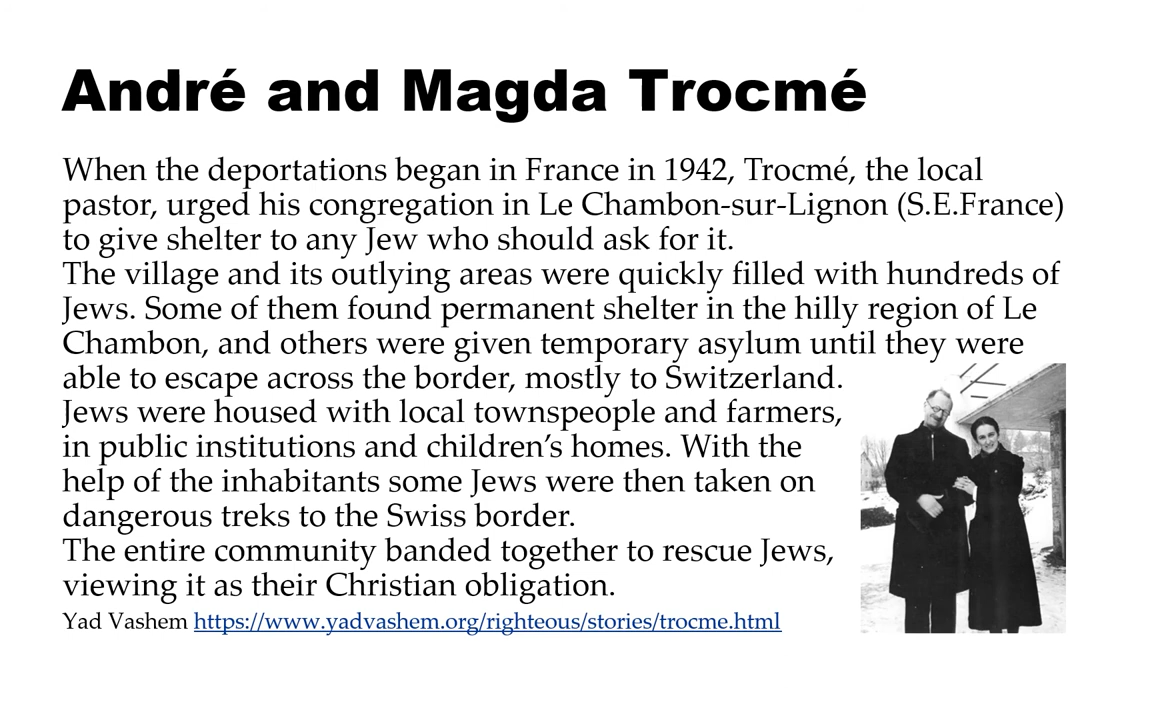 André and Magda Trocmé
When the deportations began in France in 1942, Trocmé, the local
pastor, urged his congregation in Le Chambon-sur-Lignon (S.E.France)
to give shelter to any Jew who should ask for it.
The village and its outlying areas were quickly filled with hundreds of
Jews. Some of them found permanent shelter in the hilly region of Le
Chambon, and others were given temporary asylum until they were
able to escape across the border, mostly to Switzerland.
Jews were housed with local townspeople and farmers,
in public institutions and children’s homes. With the
help of the inhabitants some Jews were then taken on
dangerous treks to the Swiss border.
The entire community banded together to rescue Jews,
viewing it as their Christian obligation.
Yad Vashem https://www.yadvashem.org/righteous/stories/trocme.html